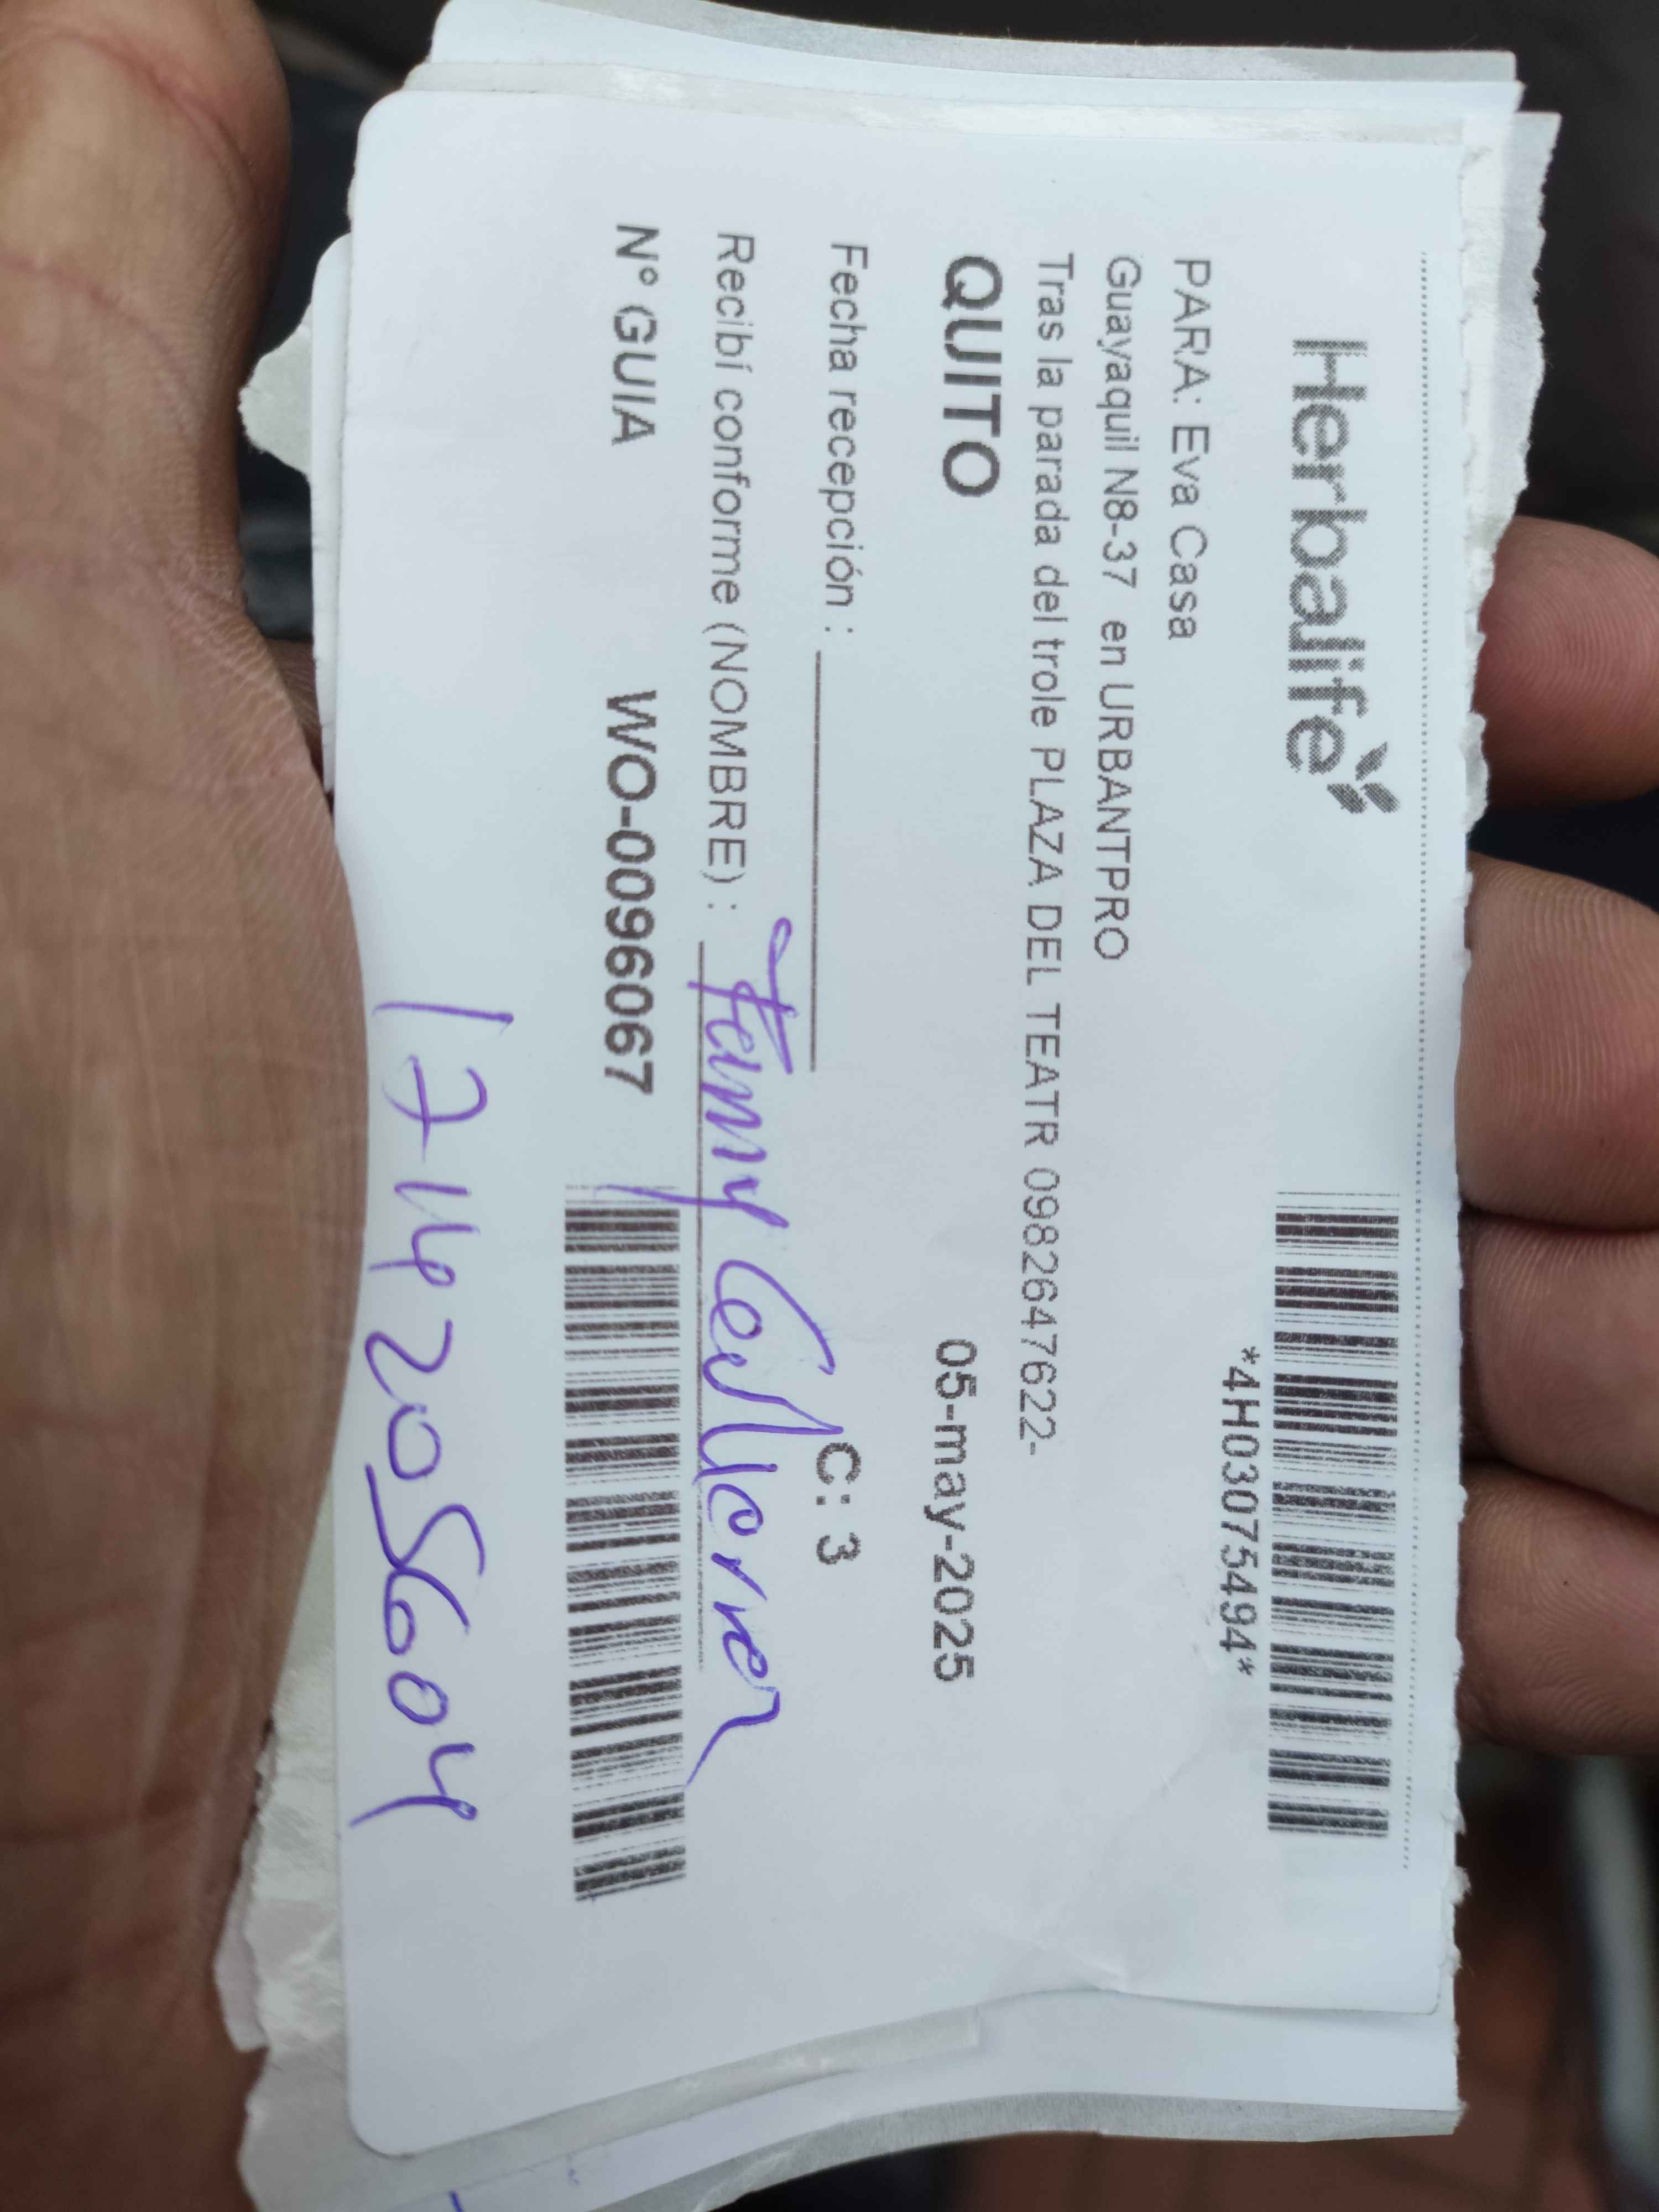 Herbalife
*4H03075494*
PARA: Eva Casa
Guayaquil N8-37 en URBANTPRO
Tras la parada del trole PLAZA DEL TEATR 0982647622-
QUITO 05-may-2025
Fecha recepción : C: 3
Recibí conforme (NOMBRE) : Fanny
N° GUIA WO-0096067
1714205604